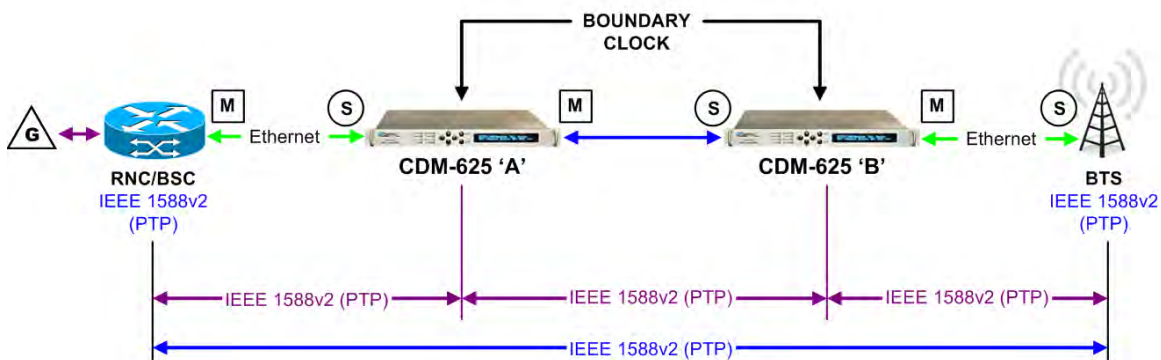 BOUNDARY
CLOCK
G
M
Ethernet
S
M
S
M
Ethernet
S
RNC/BSC
IEEE 1588v2
(PTP)
CDM-625 ‘A’
CDM-625 ‘B’
BTS
IEEE 1588v2
(PTP)
IEEE 1588v2 (PTP)
IEEE 1588v2 (PTP)
IEEE 1588v2 (PTP)
IEEE 1588v2 (PTP)